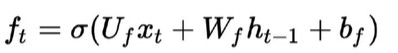 f_t = σ(U_f x_t + W_f h_{t−1} + b_f)